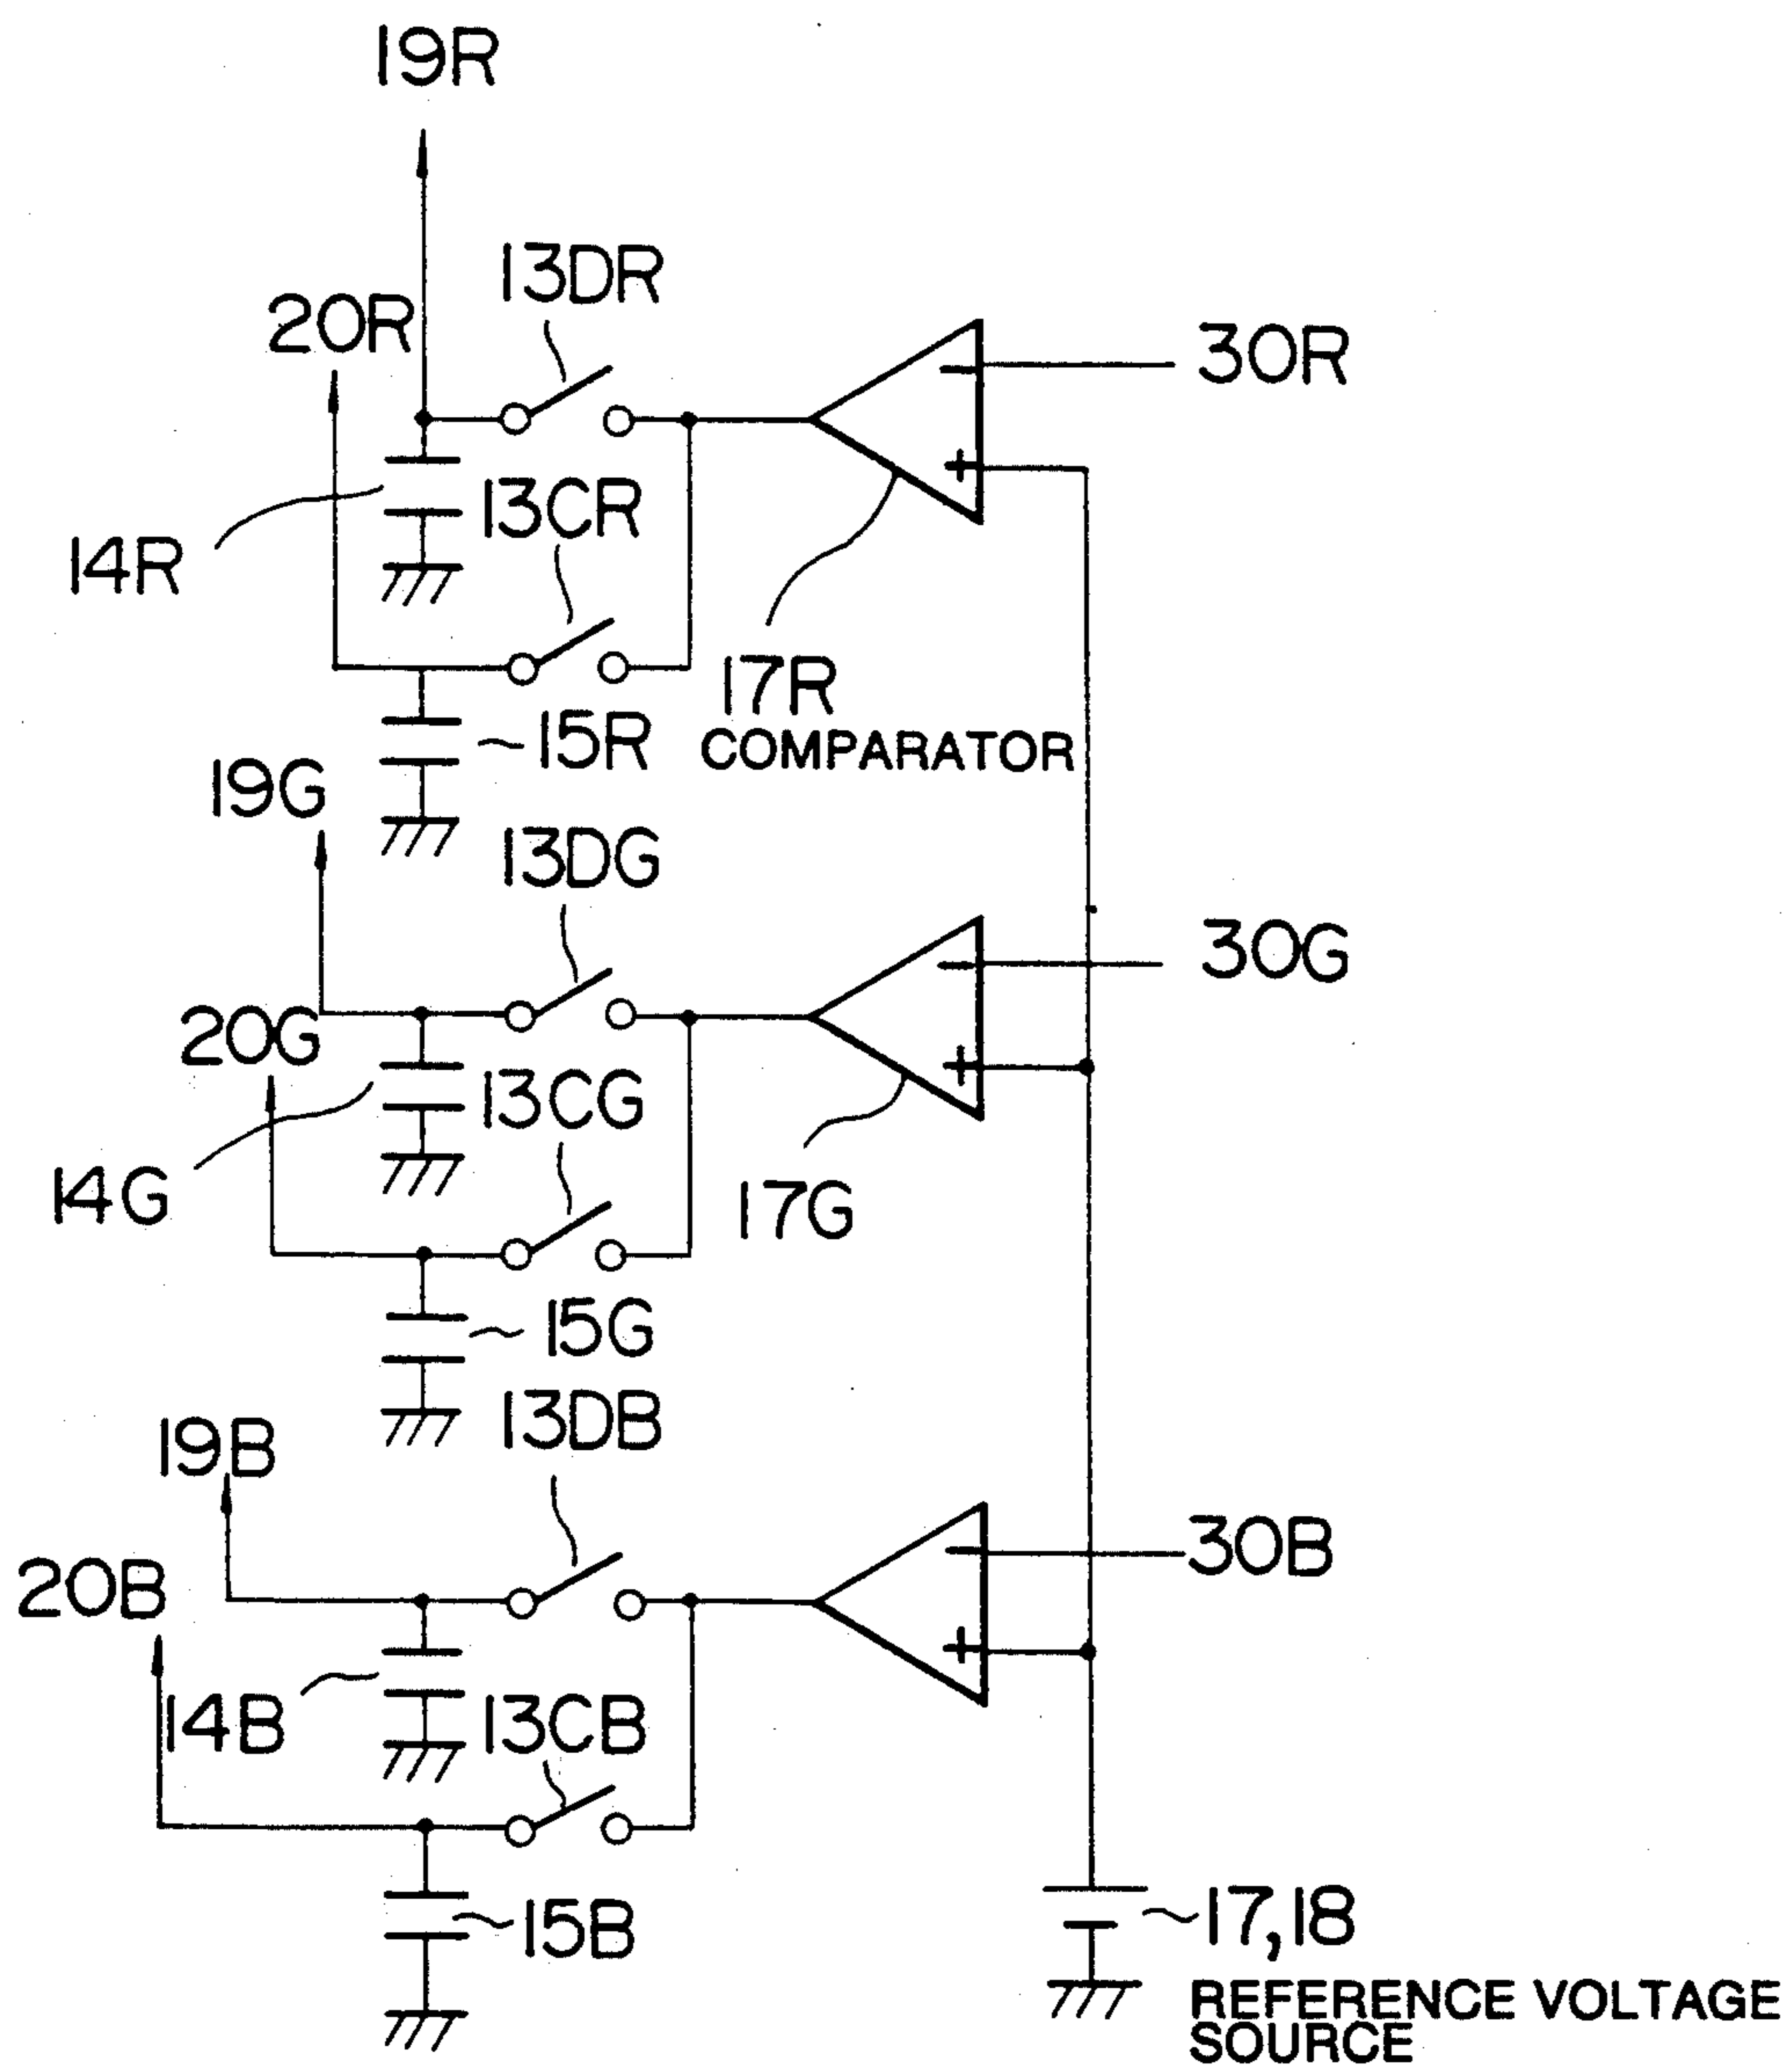 19R
13DR
20R
30R
13CR
14R
17R
COMPARATOR
15R
19G
13DG
30G
20G
13CG
14G
17G
15G
13DB
19B
30B
20B
14B
13CB
15B
17,18
REFERENCE VOLTAGE
SOURCE